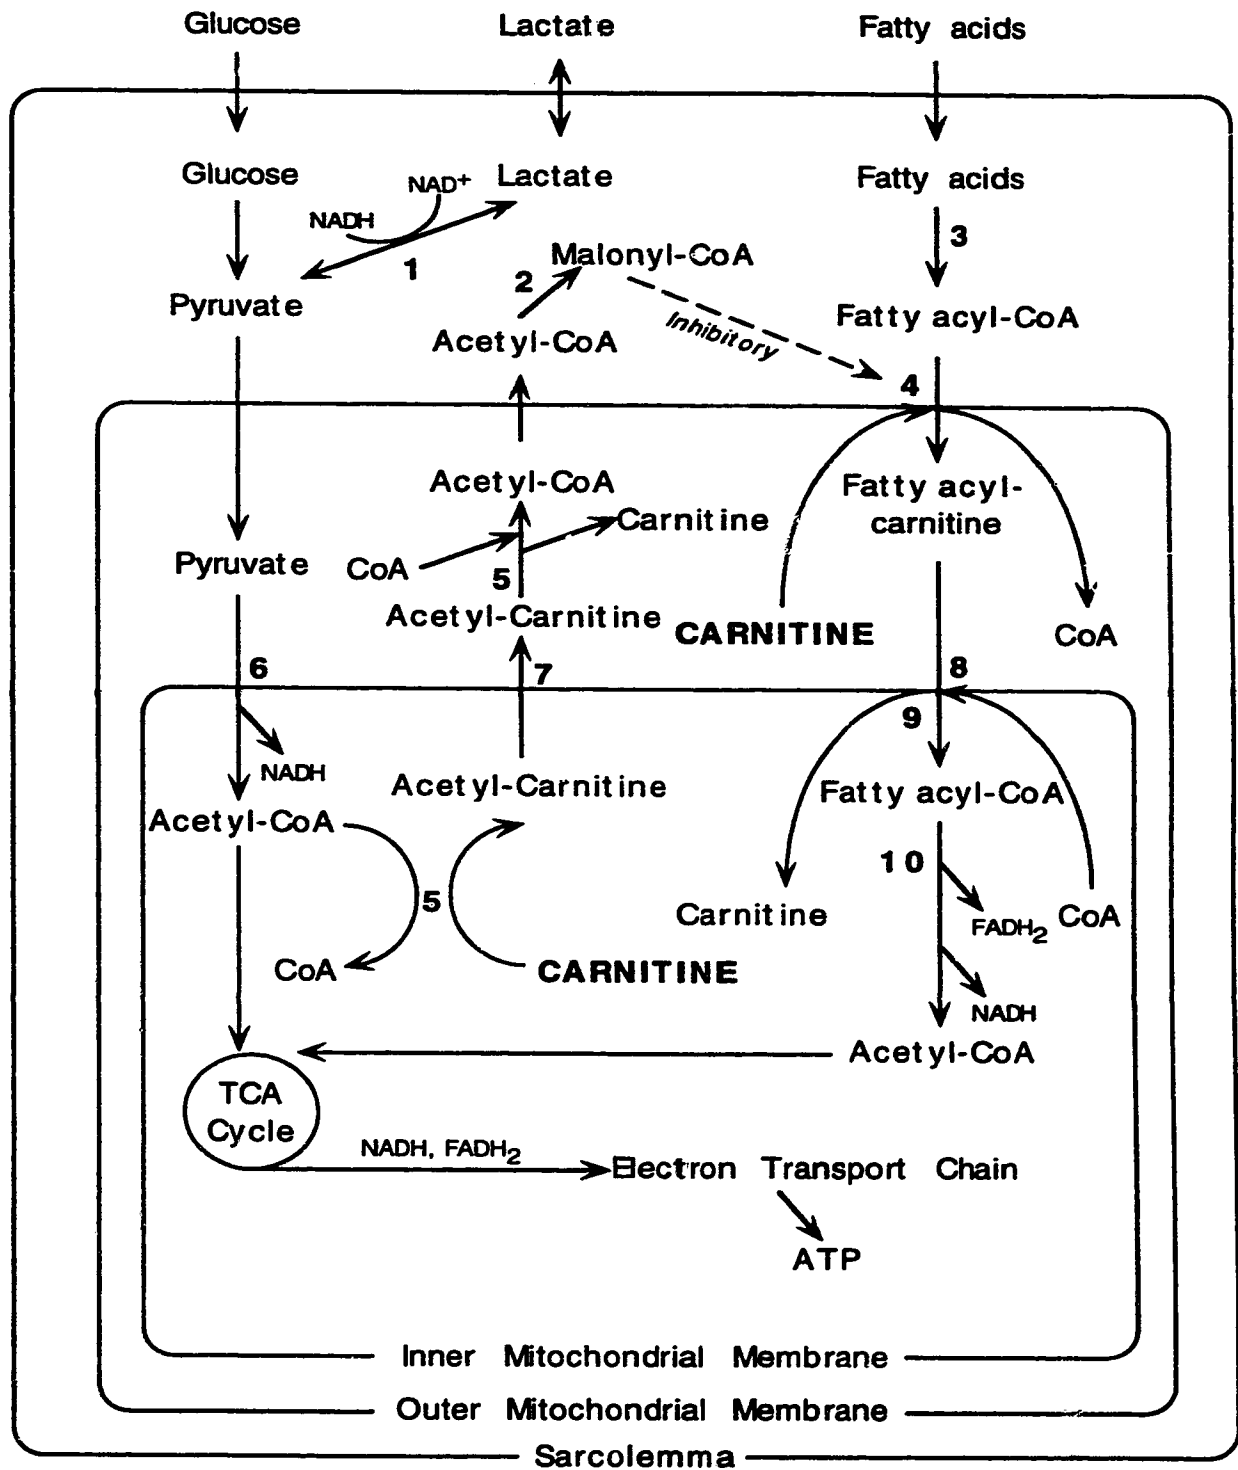 Glucose
Lactate
Fatty acids
Glucose
NAD+
Lactate
Fatty acids
NADH
3
1
Malonyl-CoA
2
Pyruvate
Inhibitory
Fatty acyl-CoA
Acetyl-CoA
4
Acetyl-CoA
Fatty acyl-
carnitine
Carnitine
Pyruvate
CoA
5
Acetyl-Carnitine
CARNITINE
CoA
6
7
8
9
NADH
Acetyl-Carnitine
Fatty acyl-CoA
Acetyl-CoA
10
5
Carnitine
FADH2
CoA
CoA
CARNITINE
NADH
Acetyl-CoA
TCA
Cycle
NADH, FADH2
Electron Transport Chain
ATP
Inner Mitochondrial Membrane
Outer Mitochondrial Membrane
Sarcolemma